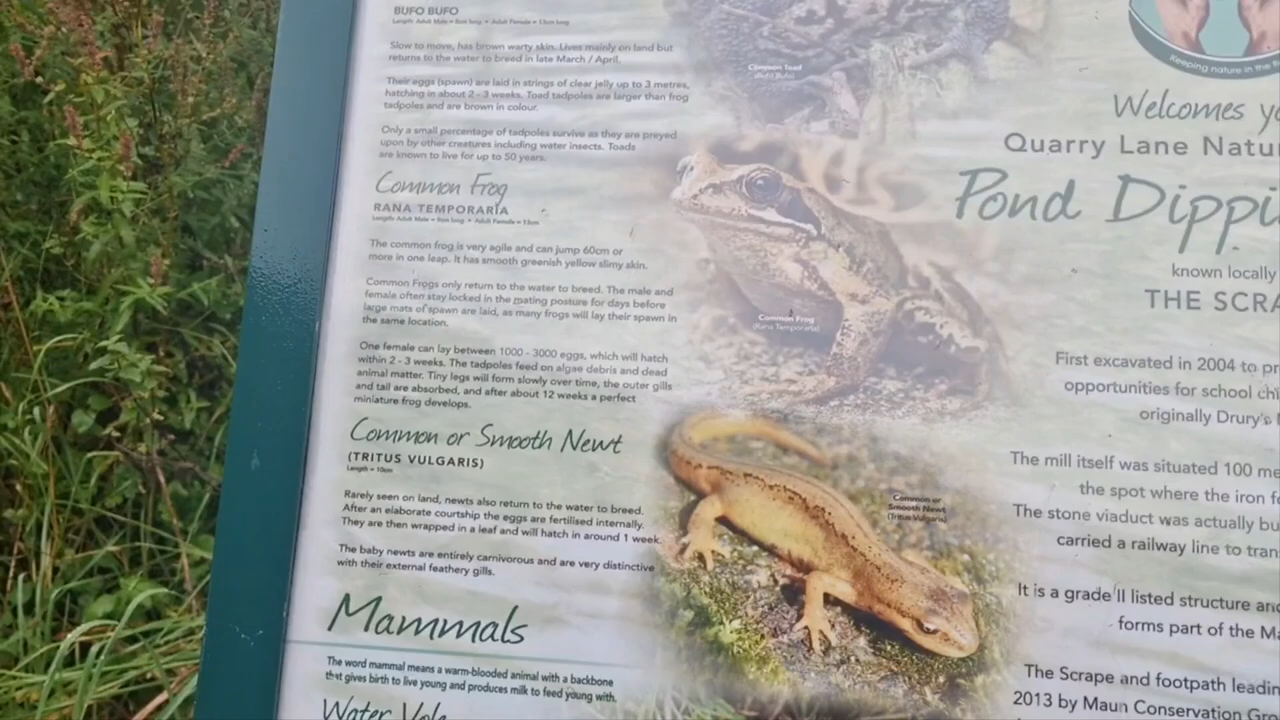 BUFO BUFO
Length: Adult Male = 8cm long • Adult Female = 13cm long
Slow to move, has brown warty skin. Lives mainly on land but
returns to the water to breed in late March / April.
Their eggs (spawn) are laid in strings of clear jelly up to 3 metres,
hatching in about 2 - 3 weeks. Toad tadpoles are larger than frog
tadpoles and are brown in colour.
Only a small percentage of tadpoles survive as they are preyed
upon by other creatures including water insects. Toads
are known to live for up to 50 years.
Common Frog
RANA TEMPORARIA
Length: Adult Male = 9cm long • Adult Female = 13cm
The common frog is very agile and can jump 60cm or
more in one leap. It has smooth greenish yellow slimy skin.
Common Frogs only return to the water to breed. The male and
female often stay locked in the mating posture for days before
large mats of spawn are laid, as many frogs will lay their spawn in
the same location.
One female can lay between 1000 - 3000 eggs, which will hatch
within 2 - 3 weeks. The tadpoles feed on algae debris and dead
animal matter. Tiny legs will form slowly over time, the outer gills
and tail are absorbed, and after about 12 weeks a perfect
miniature frog develops.
Common or Smooth Newt
(TRITUS VULGARIS)
Length = 10cm
Rarely seen on land, newts also return to the water to breed.
After an elaborate courtship the eggs are fertilised internally.
They are then wrapped in a leaf and will hatch in around 1 week.
The baby newts are entirely carnivorous and are very distinctive
with their external feathery gills.
Mammals
The word mammal means a warm-blooded animal with a backbone
that gives birth to live young and produces milk to feed young with.
Water Vole
Common Toad
(Bufo Bufo)
Common Frog
(Rana Temporaria)
Common or
Smooth Newt
(Tritus Vulgaris)
Keeping nature in the
Welcomes y
Quarry Lane Natu
Pond Dippi
known locally
THE SCRA
First excavated in 2004 to pr
opportunities for school chi
originally Drury's
The mill itself was situated 100 me
the spot where the iron f
The stone viaduct was actually bu
carried a railway line to tran
It is a grade II listed structure and
forms part of the M
The Scrape and footpath leadin
2013 by Maun Conservation Gro